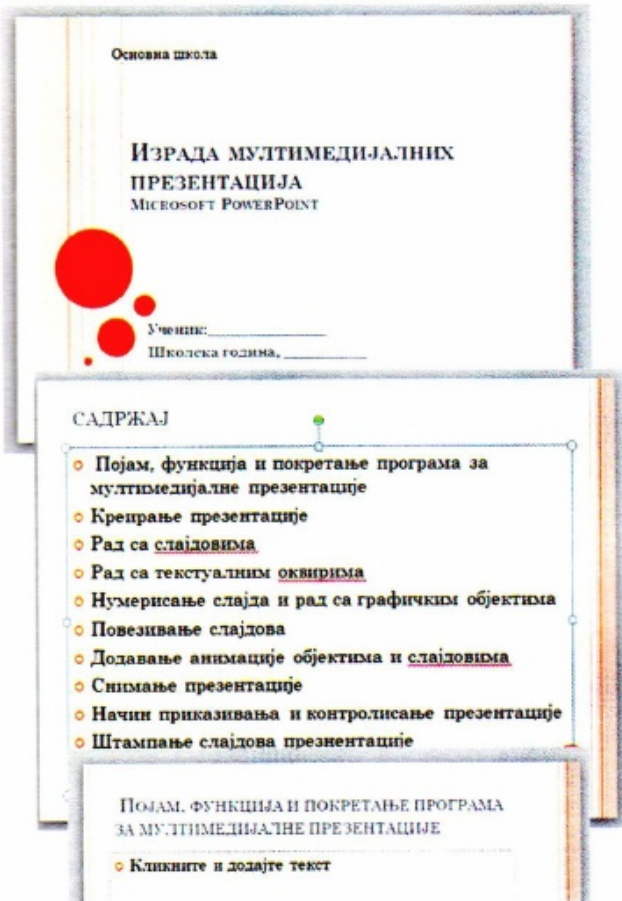 Основна школа
ИЗРАДА МУЛТИМЕДИЈАЛНИХ
ПРЕЗЕНТАЦИЈА
MICROSOFT POWERPOINT
Ученик:____________
Школска година, _________
САДРЖАЈ
Појам, функција и покретање програма за
мултимедијалне презентације
Креирање презентације
Рад са слајдовима
Рад са текстуалним оквирима
Нумерисање слајда и рад са графичким објектима
Повезивање слајдова
Додавање анимације објектима и слајдовима
Снимање презентације
Начин приказивања и контролисање презентације
Штампање слајдова презнентације
ПОЈАМ, ФУНКЦИЈА И ПОКРЕТАЊЕ ПРОГРАМА
ЗА МУЛТИМЕДИЈАЛНЕ ПРЕЗЕНТАЦИЈЕ
Кликните и додајте текст